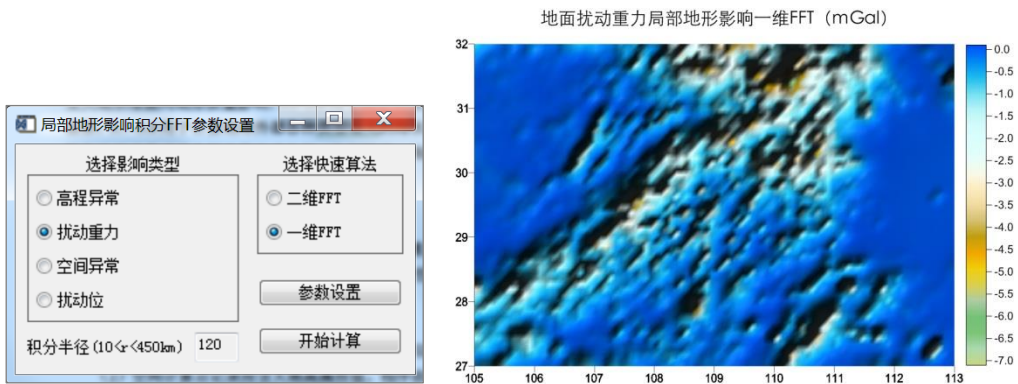 局部地形影响积分FFT参数设置
选择影响类型
高程异常
扰动重力
空间异常
扰动位
选择快速算法
二维FFT
一维FFT
参数设置
积分半径(10<r<450km) 120
开始计算
地面扰动重力局部地形影响一维FFT（mGal）
32
31
30
29
28
27
105 106 107 108 109 110 111 112 113
0.0
-0.5
-1.0
-1.5
-2.0
-2.5
-3.0
-3.5
-4.0
-4.5
-5.0
-5.5
-6.0
-6.5
-7.0